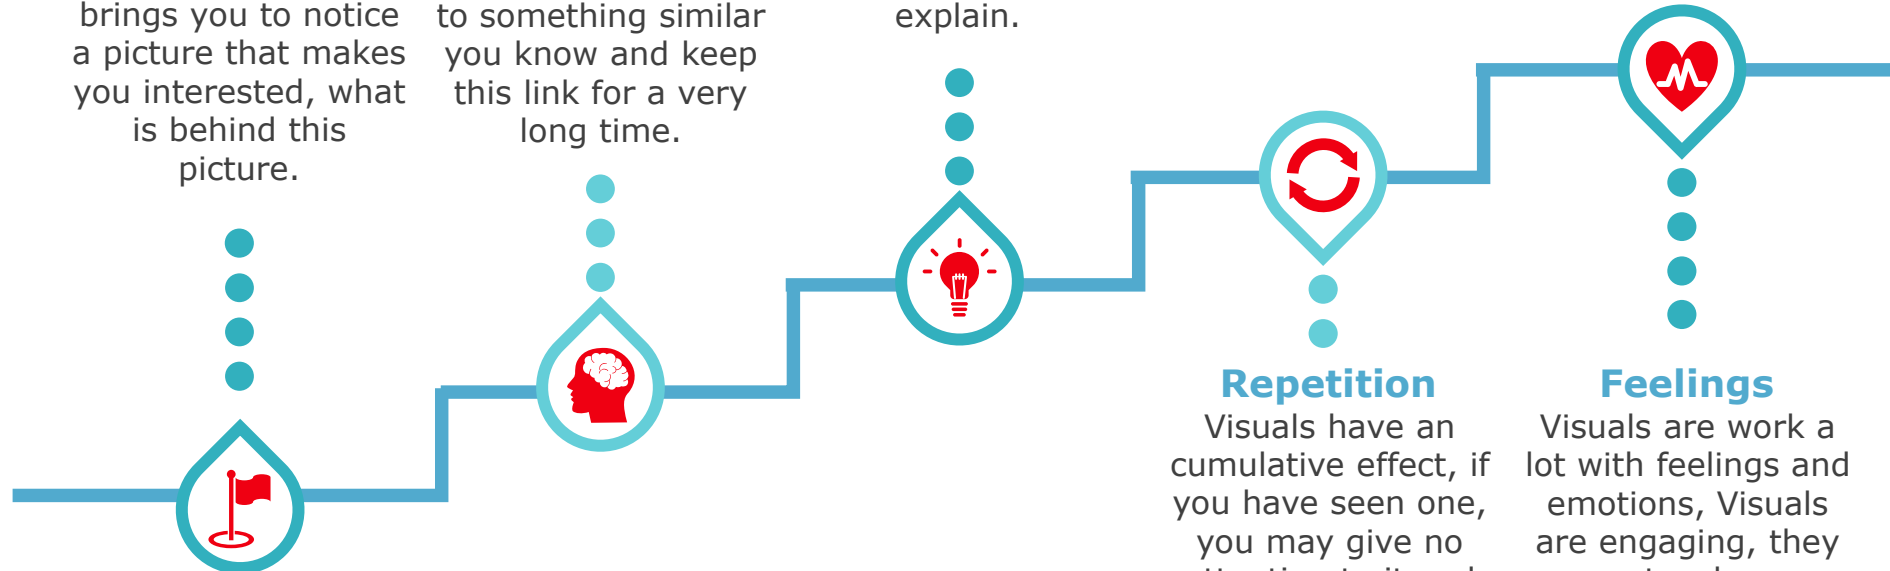 brings you to notice
a picture that makes
you interested, what
is behind this
picture.
to something similar
you know and keep
this link for a very
long time.
explain.
Repetition
Visuals have an
cumulative effect, if
you have seen one,
you may give no
Feelings
Visuals are work a
lot with feelings and
emotions, Visuals
are engaging, they